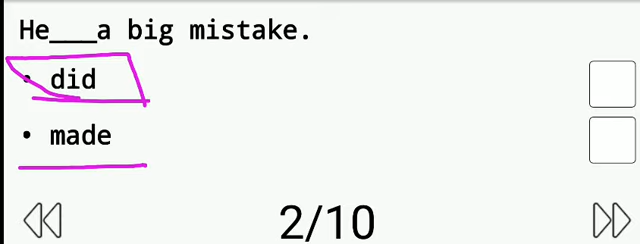 He___a big mistake.
• did
• made
2/10